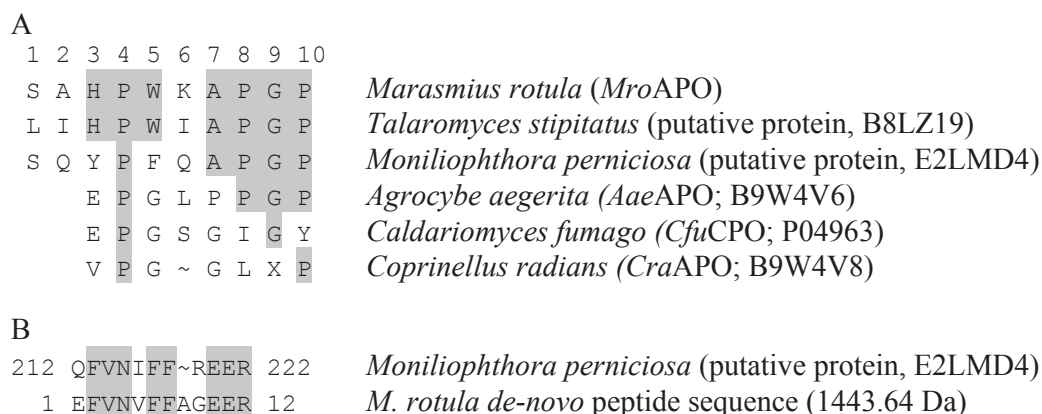 A
1 2 3 4 5 6 7 8 9 10
S A H P W K A P G P Marasmius rotula (MroAPO)
L I H P W I A P G P Talaromyces stipitatus (putative protein, B8LZ19)
S Q Y P F Q A P G P Moniliophthora perniciosa (putative protein, E2LMD4)
E P G L P P G P Agrocybe aegerita (AaeAPO; B9W4V6)
E P G S G I G Y Caldariomyces fumago (CfuCPO; P04963)
V P G ~ G L X P Coprinellus radians (CraAPO; B9W4V8)
B
212 QFVNIFF~REER 222 Moniliophthora perniciosa (putative protein, E2LMD4)
1 EFVNVFFAGEER 12 M. rotula de-novo peptide sequence (1443.64 Da)